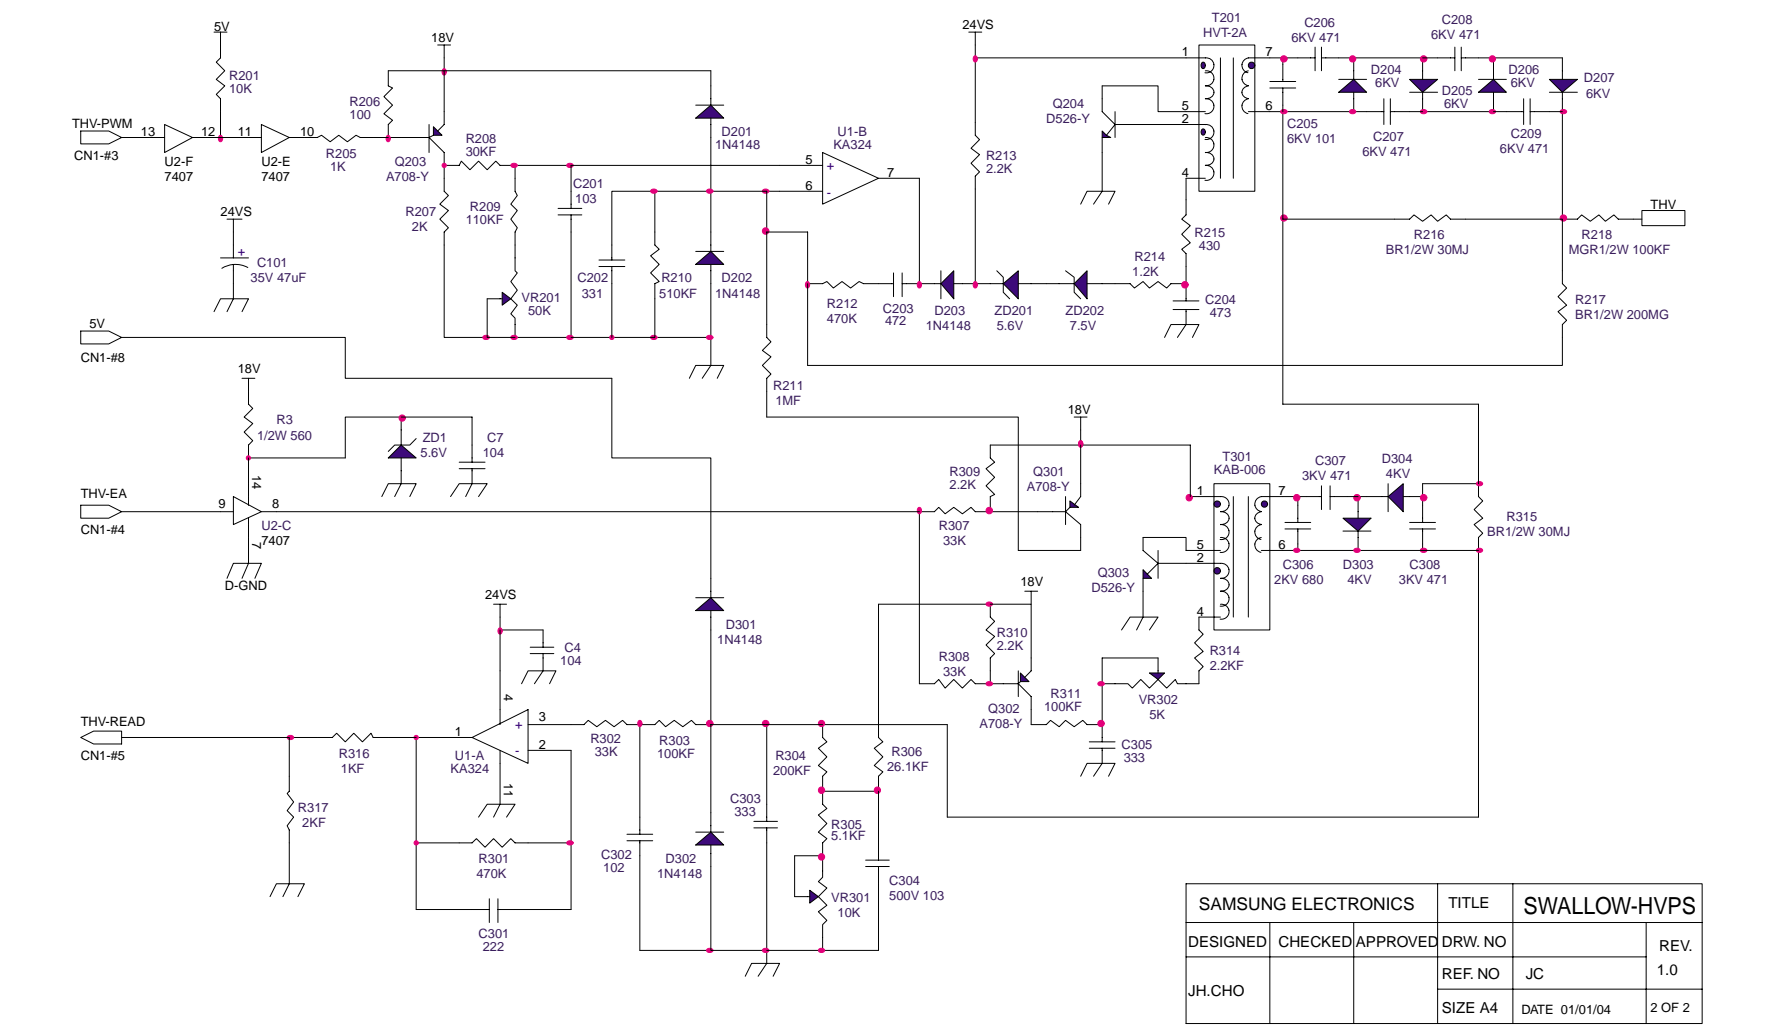 5V
R201
10K
18V
R206
100
THV-PWM
13
12
11
10
CN1-#3
U2-F
7407
U2-E
7407
R205
1K
Q203
A708-Y
R208
30KF
R207
2K
R209
110KF
C201
103
D201
1N4148
U1-B
KA324
5
+
6
-
7
24VS
+
C101
35V 47uF
VR201
50K
C202
331
R210
510KF
D202
1N4148
R212
470K
C203
472
D203
1N4148
ZD201
5.6V
ZD202
7.5V
R211
1MF
24VS
R213
2.2K
Q204
D526-Y
T201
HVT-2A
1
5
2
4
7
6
R215
430
R214
1.2K
C204
473
C206
6KV 471
C208
6KV 471
D204
6KV
D205
6KV
D206
6KV
D207
6KV
C205
6KV 101
C207
6KV 471
C209
6KV 471
R216
BR1/2W 30MJ
THV
R218
MGR1/2W 100KF
R217
BR1/2W 200MG
5V
CN1-#8
18V
R3
1/2W 560
ZD1
5.6V
C7
104
THV-EA
CN1-#4
9
14
8
7
U2-C
7407
D-GND
18V
R309
2.2K
Q301
A708-Y
R307
33K
T301
KAB-006
1
5
2
4
7
6
Q303
D526-Y
C307
3KV 471
D304
4KV
C306
2KV 680
D303
4KV
C308
3KV 471
R315
BR1/2W 30MJ
18V
R310
2.2K
R308
33K
Q302
A708-Y
R311
100KF
R314
2.2KF
VR302
5K
C305
333
24VS
C4
104
D301
1N4148
THV-READ
CN1-#5
4
1
+
3
-
2
11
U1-A
KA324
R316
1KF
R317
2KF
R301
470K
C301
222
R302
33K
R303
100KF
R304
200KF
R306
26.1KF
C303
333
R305
5.1KF
C302
102
D302
1N4148
VR301
10K
C304
500V 103
SAMSUNG ELECTRONICS
TITLE
SWALLOW-HVPS
DESIGNED
CHECKED
APPROVED
DRW. NO
REV.
1.0
REF. NO
JC
JH.CHO
SIZE A4
DATE 01/01/04
2 OF 2